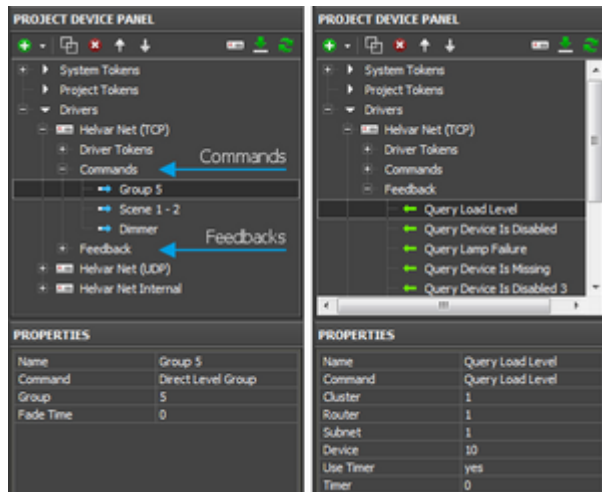 PROJECT DEVICE PANEL
System Tokens
Project Tokens
Drivers
Helvar Net (TCP)
Driver Tokens
Commands
Commands
Group 5
Scene 1 - 2
Dimmer
Feedbacks
Feedback
Helvar Net (UDP)
Helvar Net Internal
PROPERTIES
Name Group 5
Command Direct Level Group
Group 5
Fade Time 0
PROJECT DEVICE PANEL
System Tokens
Project Tokens
Drivers
Helvar Net (TCP)
Driver Tokens
Commands
Feedback
Query Load Level
Query Device Is Disabled
Query Lamp Failure
Query Device Is Missing
Query Device Is Disabled 3
PROPERTIES
Name Query Load Level
Command Query Load Level
Cluster 1
Router 1
Subnet 1
Device 10
Use Timer yes
Timer 0